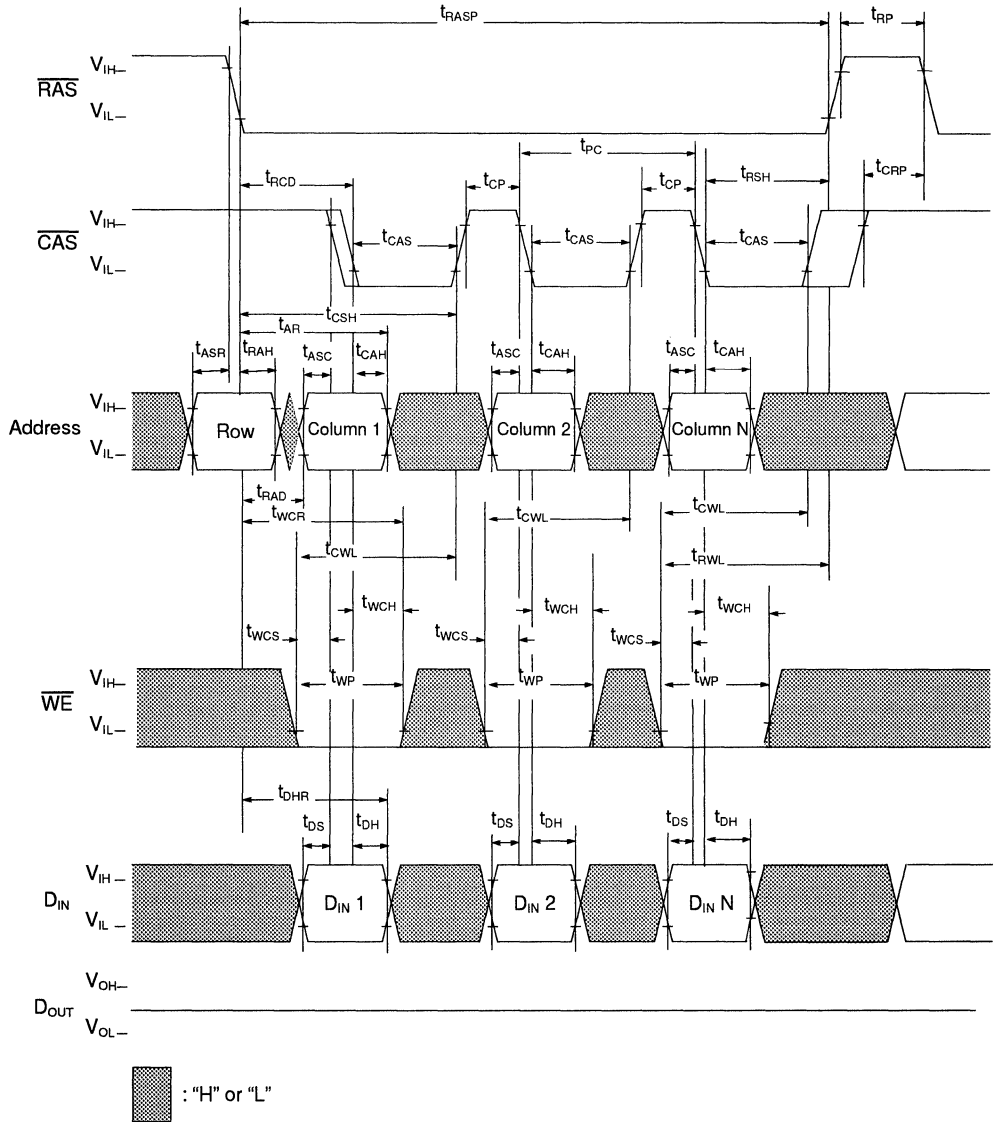 tRASP
tRP
VIH
RAS
VIL
tPC
tRCD
tCP
tCP
tRSH
tCRP
VIH
CAS
VIL
tCAS
tCAS
tCAS
tCSH
tAR
tASR
tRAH
tASC
tCAH
tASC
tCAH
tASC
tCAH
VIH
Address
VIL
Row
Column 1
Column 2
Column N
tRAD
tWCR
tCWL
tCWL
tCWL
tRWL
tWCH
tWCH
tWCH
tWCS
tWCS
tWCS
tWP
tWP
tWP
VIH
WE
VIL
tDHR
tDS
tDH
tDS
tDH
tDS
tDH
VIH
DIN
VIL
DIN 1
DIN 2
DIN N
VOH
DOUT
VOL
: "H" or "L"